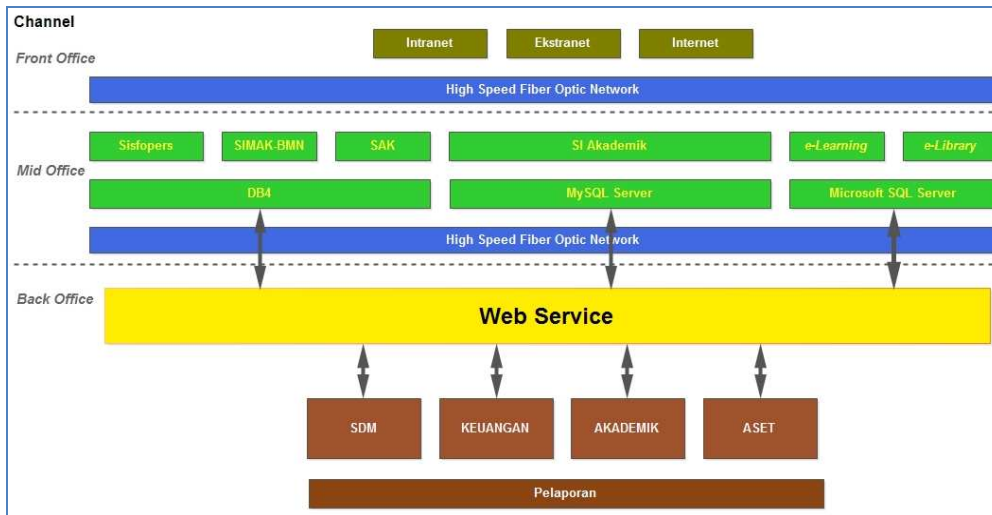 Channel
Intranet Ekstranet Internet
Front Office
High Speed Fiber Optic Network
Sisfopers SIMAK-BMN SAK SI Akademik e-Learning e-Library
Mid Office
DB4 MySQL Server Microsoft SQL Server
High Speed Fiber Optic Network
Back Office
Web Service
SDM KEUANGAN AKADEMIK ASET
Pelaporan